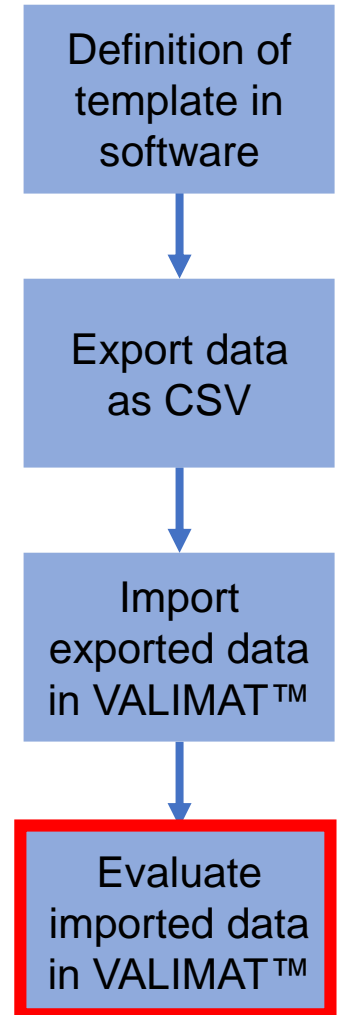 Definition of
template in
software
Export data
as CSV
Import
exported data
in VALIMAT™
Evaluate
imported data
in VALIMAT™